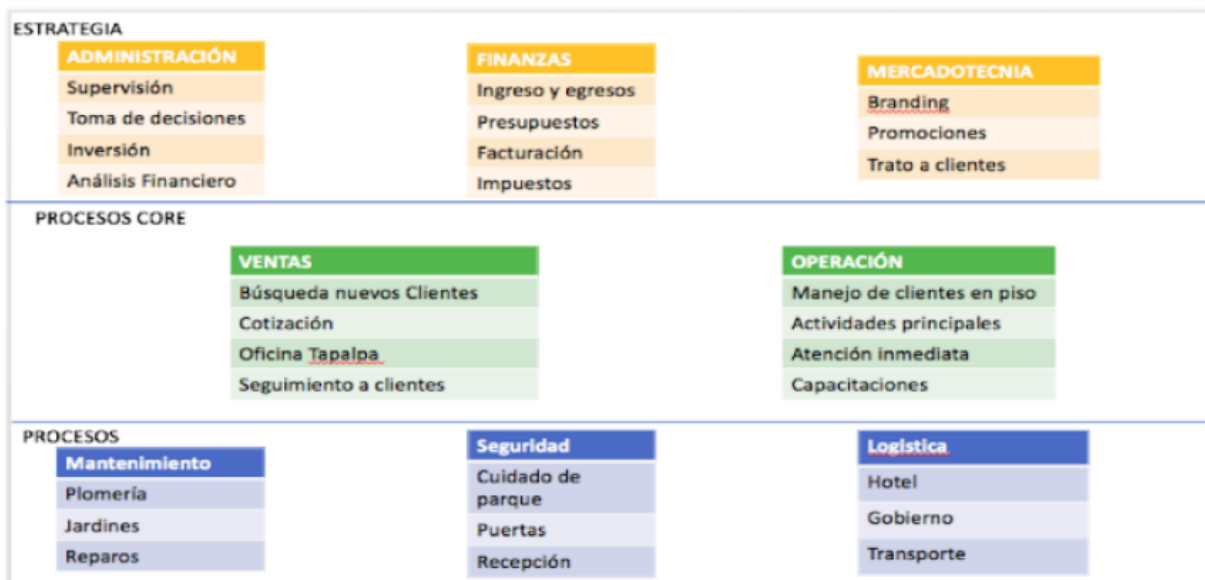 ESTRATEGIA
ADMINISTRACIÓN
Supervisión
Toma de decisiones
Inversión
Análisis Financiero
FINANZAS
Ingreso y egresos
Presupuestos
Facturación
Impuestos
MERCADOTECNIA
Branding
Promociones
Trato a clientes
PROCESOS CORE
VENTAS
Búsqueda nuevos Clientes
Cotización
Oficina Tapalpa
Seguimiento a clientes
OPERACIÓN
Manejo de clientes en piso
Actividades principales
Atención inmediata
Capacitaciones
PROCESOS
Mantenimiento
Plomería
Jardines
Reparos
Seguridad
Cuidado de
parque
Puertas
Recepción
Logistica
Hotel
Gobierno
Transporte